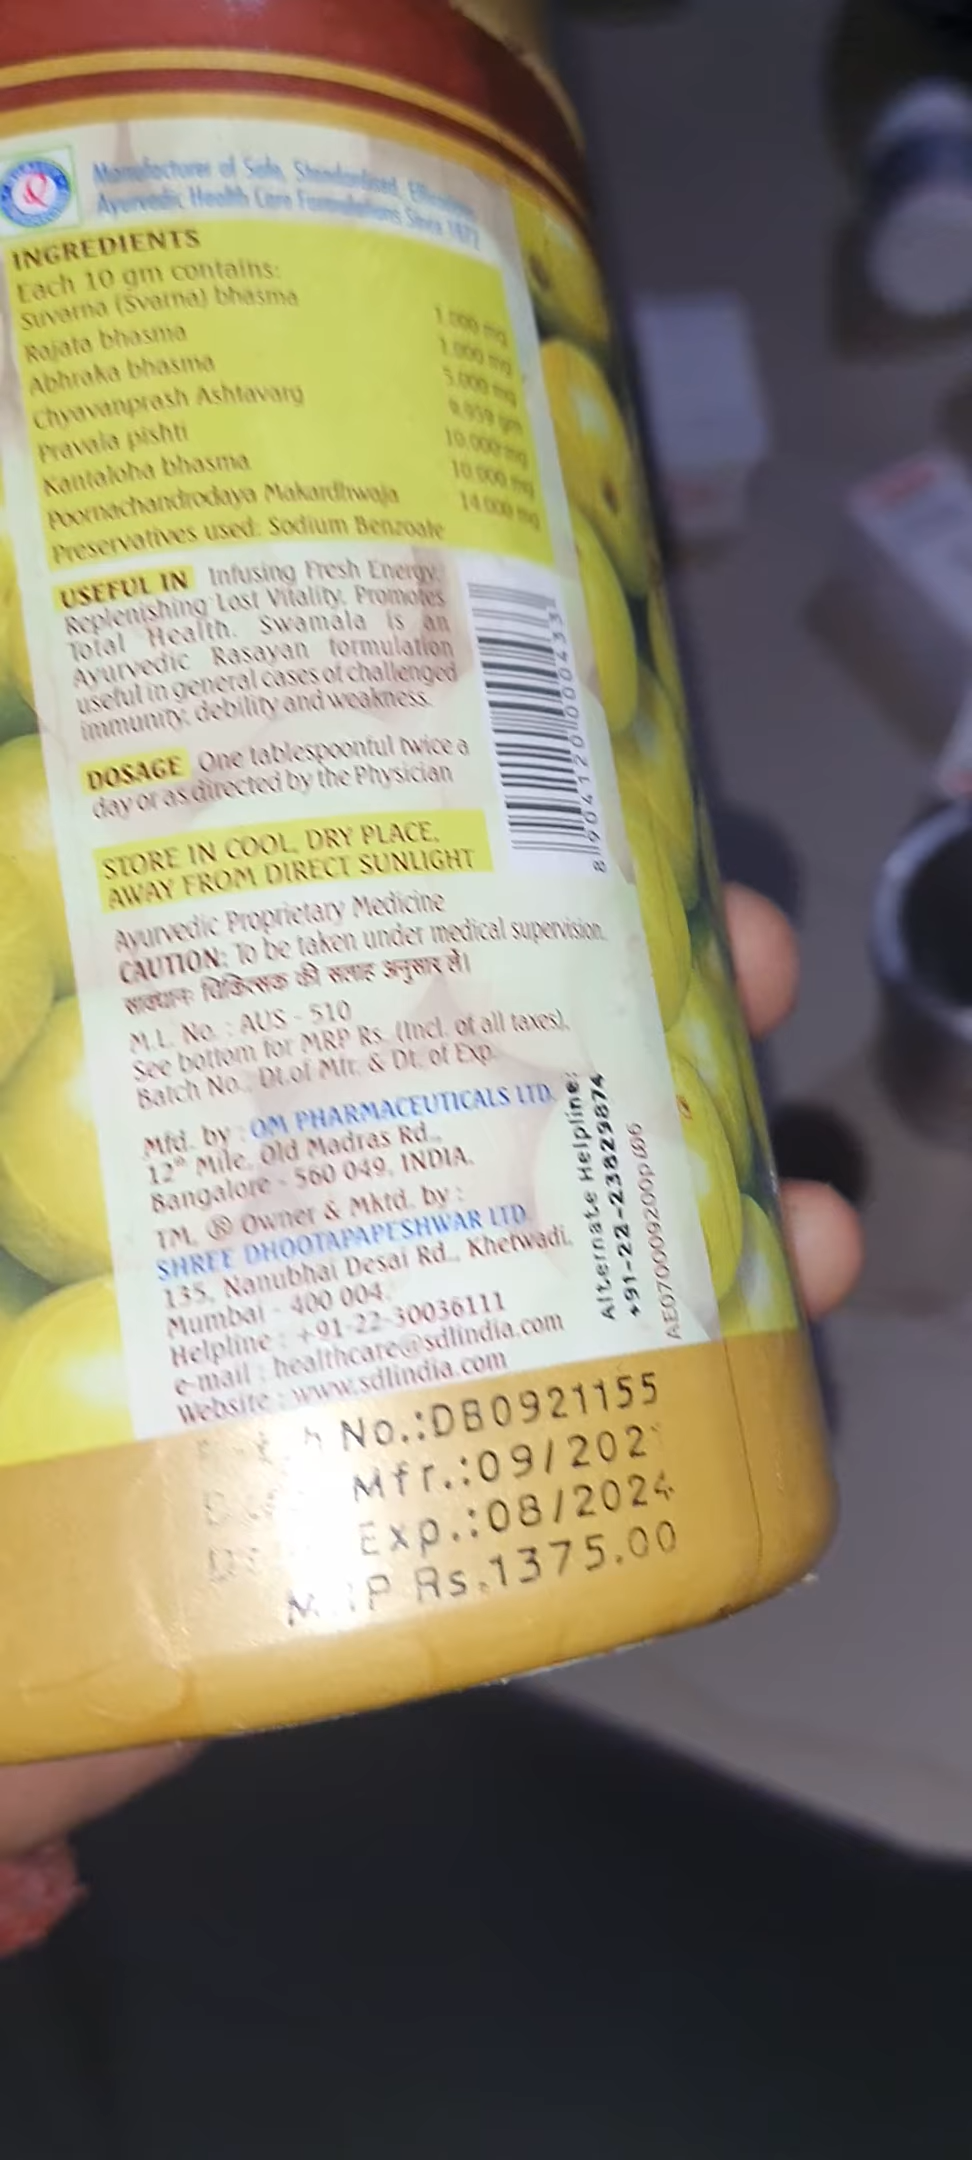 Manufacturer of Safe, Standardised, Effective
Ayurvedic Health Care Formulations Since 1872
INGREDIENTS
Each 10 gm contains:
Suvarna (Svarna) bhasma 1.000 mg
Rajata bhasma 1.000 mg
Abhraka bhasma 5.000 mg
Chyavanprash Ashtavarg 9.959 gm
Pravala pishti 10.000 mg
Kantaloha bhasma 10.000 mg
Poornachandrodaya Makardhwaja 14.000 mg
Preservatives used: Sodium Benzoate
USEFUL IN Infusing Fresh Energy,
Replenishing Lost Vitality, Promotes
Total Health. Swamala is an
Ayurvedic Rasayan formulation
useful in general cases of challenged
immunity, debility and weakness.
DOSAGE One tablespoonful twice a
day or as directed by the Physician
STORE IN COOL, DRY PLACE,
AWAY FROM DIRECT SUNLIGHT
Ayurvedic Proprietary Medicine
CAUTION: To be taken under medical supervision.
सावधान: चिकित्सक की सलाह अनुसार लें।
M.L. No. : AUS - 510
See bottom for MRP Rs. (Incl. of all taxes),
Batch No., Dt.of Mfr. & Dt. of Exp.
Mfd. by : OM PHARMACEUTICALS LTD.
12th Mile, Old Madras Rd.,
Bangalore - 560 049, INDIA.
TM, ® Owner & Mktd. by :
SHREE DHOOTAPAPESHWAR LTD.
135, Nanubhai Desai Rd., Khetwadi,
Mumbai - 400 004.
Helpline : +91-22-30036111
e-mail : healthcare@sdlindia.com
Website : www.sdlindia.com
Alternate Helpline:
+91-22-23829874
No.:DB0921155
Mfr.:09/202
Exp.:08/2024
Rs.1375.00